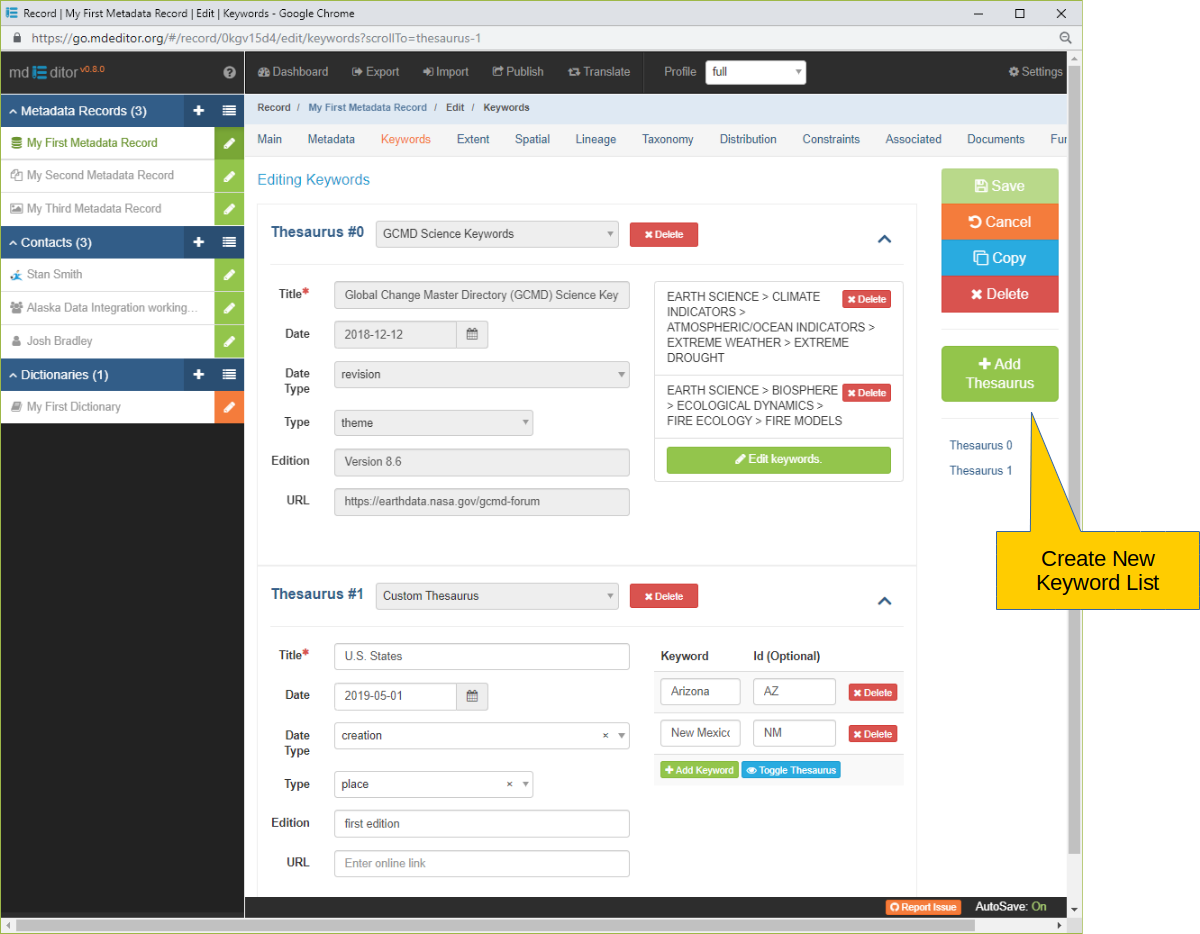 Record | My First Metadata Record | Edit | Keywords - Google Chrome
https://go.mdeditor.org/#/record/0kgv15d4/edit/keywords?scrollTo=thesaurus-1
md Editor v0.8.0
Dashboard Export Import Publish Translate Profile full Settings
Metadata Records (3)
My First Metadata Record
My Second Metadata Record
My Third Metadata Record
Contacts (3)
Stan Smith
Alaska Data Integration working...
Josh Bradley
Dictionaries (1)
My First Dictionary
Record / My First Metadata Record / Edit / Keywords
Main Metadata Keywords Extent Spatial Lineage Taxonomy Distribution Constraints Associated Documents Fur
Editing Keywords
Thesaurus #0 GCMD Science Keywords Delete
Title* Global Change Master Directory (GCMD) Science Key
Date 2018-12-12
Date
Type
revision
Type theme
Edition Version 8.6
URL https://earthdata.nasa.gov/gcmd-forum
EARTH SCIENCE > CLIMATE
INDICATORS >
ATMOSPHERIC/OCEAN INDICATORS >
EXTREME WEATHER > EXTREME
DROUGHT
Delete
EARTH SCIENCE > BIOSPHERE
> ECOLOGICAL DYNAMICS >
FIRE ECOLOGY > FIRE MODELS
Delete
Edit keywords.
Thesaurus #1 Custom Thesaurus Delete
Title* U.S. States
Date 2019-05-01
Date
Type
creation ×
Type place ×
Edition first edition
URL Enter online link
Keyword Id (Optional)
Arizona AZ Delete
New Mexico NM Delete
Add Keyword Toggle Thesaurus
Save
Cancel
Copy
Delete
Add
Thesaurus
Thesaurus 0
Thesaurus 1
Create New
Keyword List
Report Issue AutoSave: On